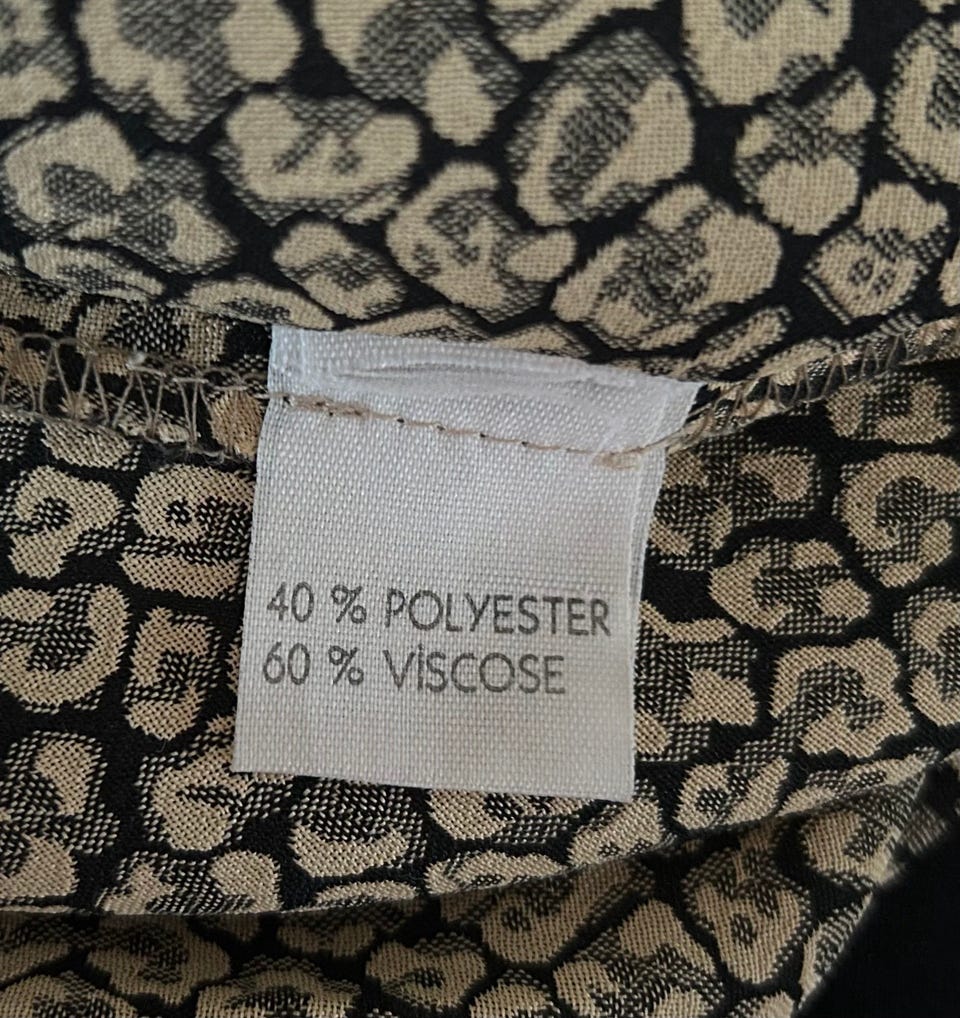 40 % POLYESTER
60 % VİSCOSE